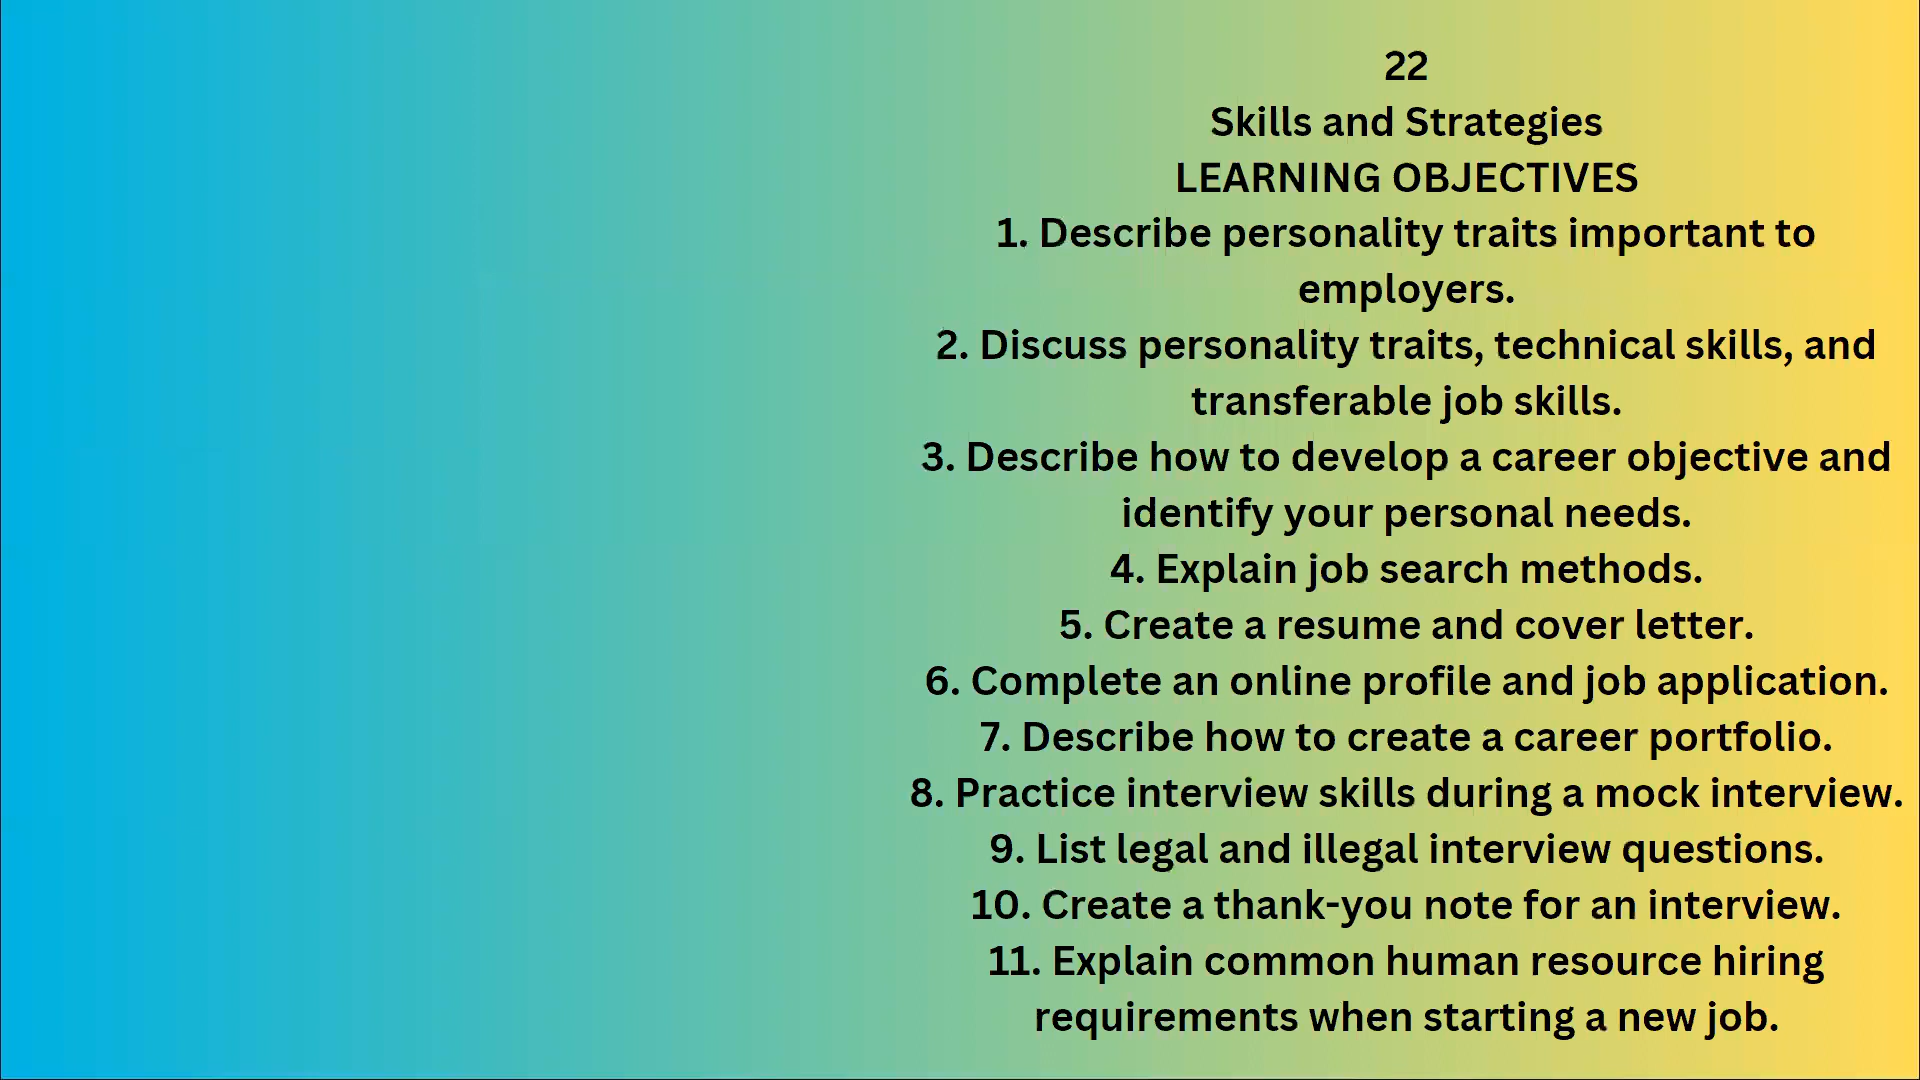 22
Skills and Strategies
LEARNING OBJECTIVES
1. Describe personality traits important to
employers.
2. Discuss personality traits, technical skills, and
transferable job skills.
3. Describe how to develop a career objective and
identify your personal needs.
4. Explain job search methods.
5. Create a resume and cover letter.
6. Complete an online profile and job application.
7. Describe how to create a career portfolio.
8. Practice interview skills during a mock interview.
9. List legal and illegal interview questions.
10. Create a thank-you note for an interview.
11. Explain common human resource hiring
requirements when starting a new job.